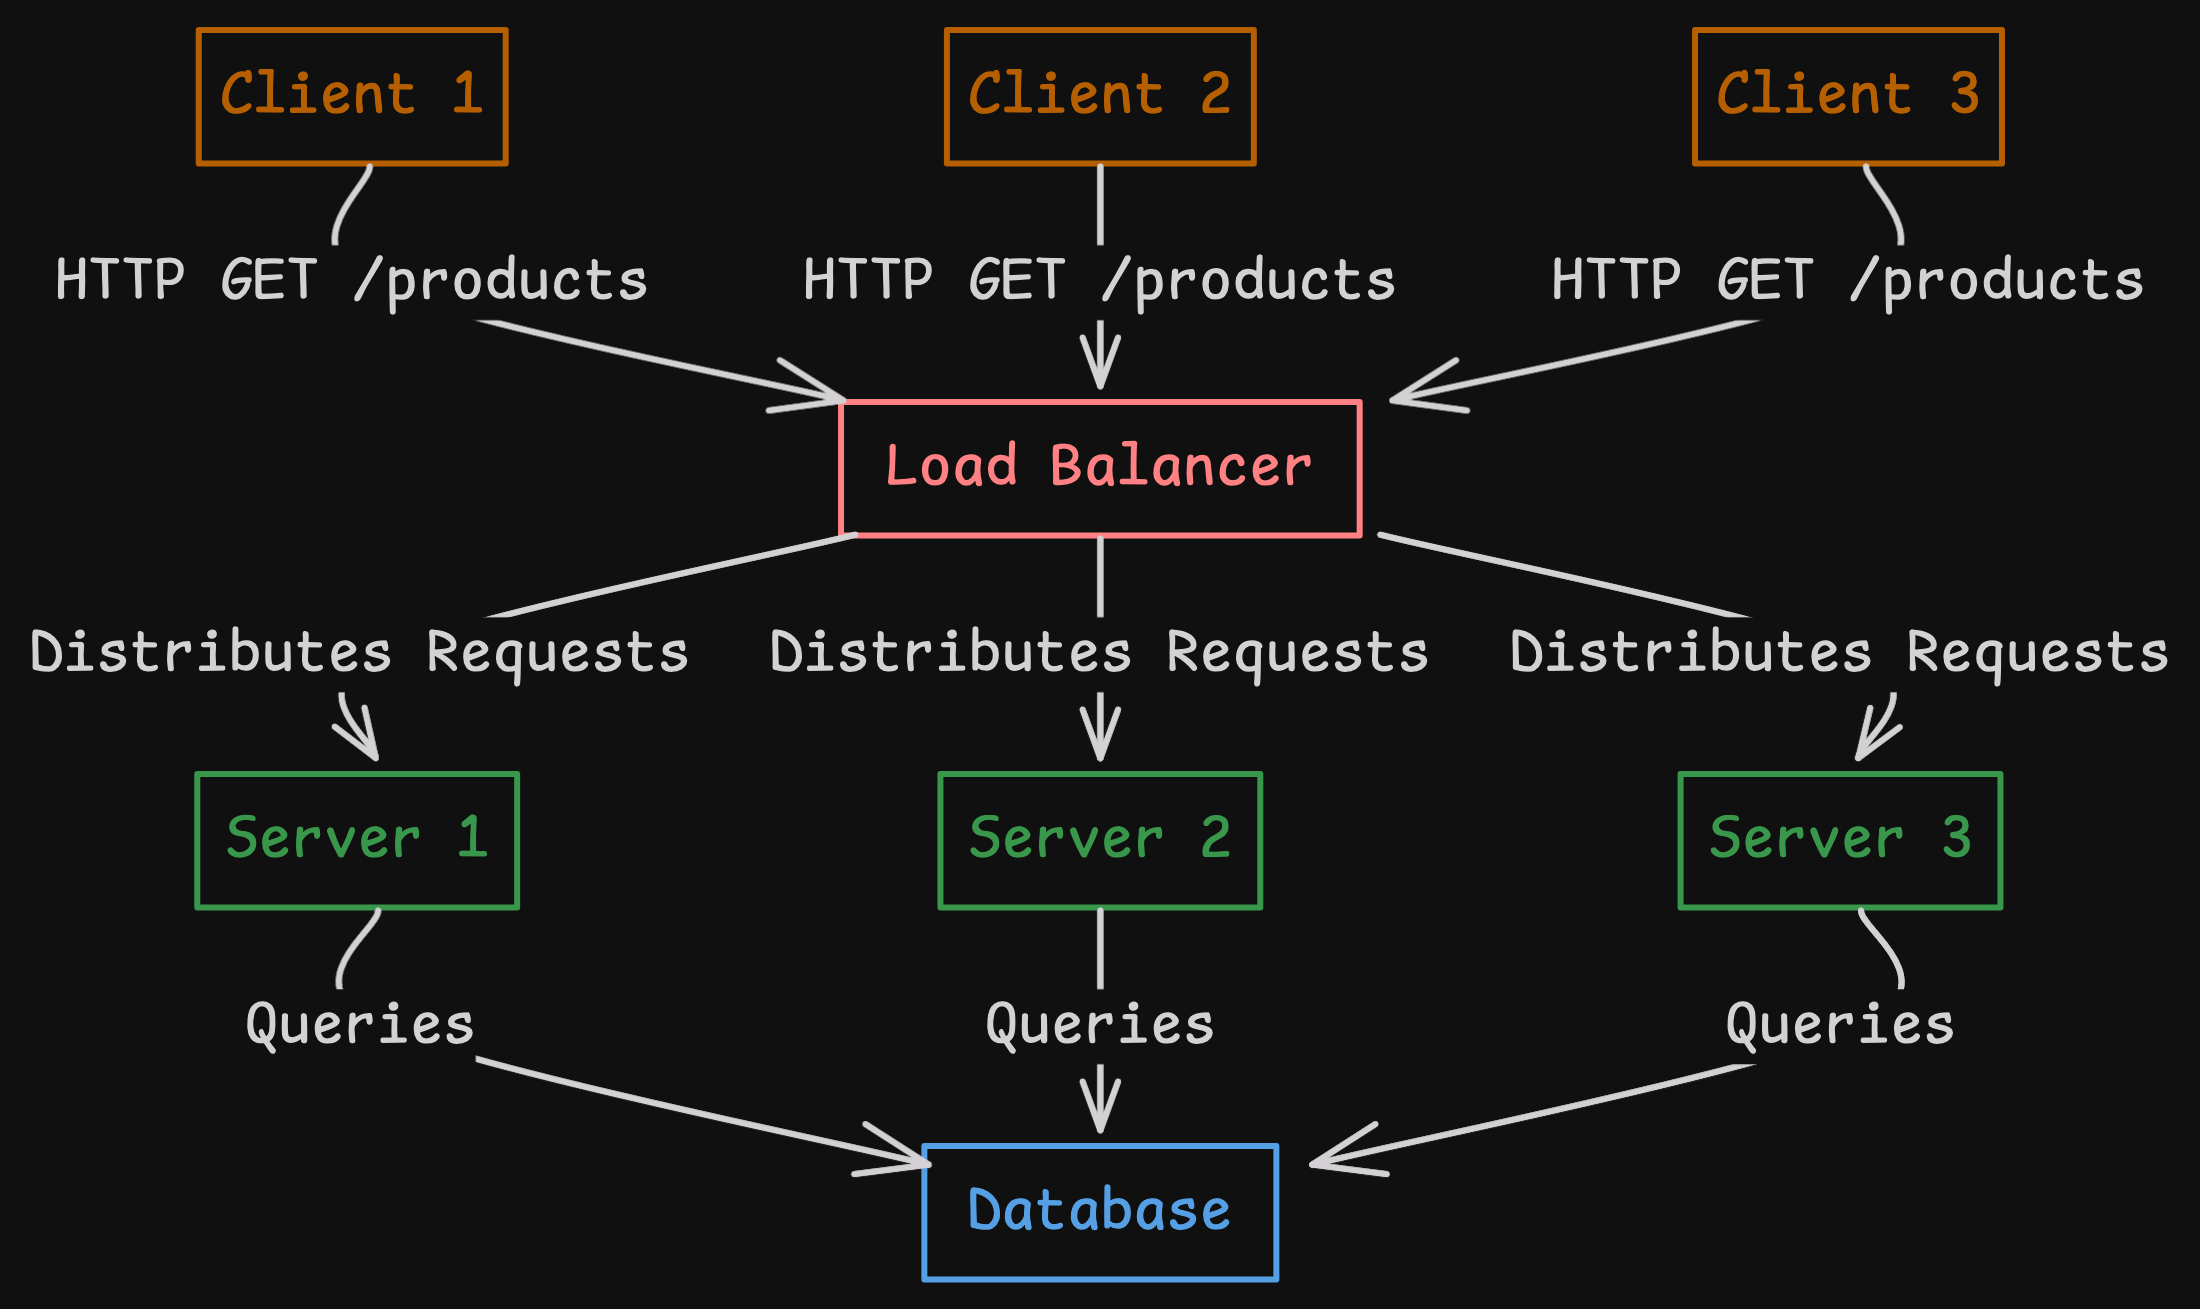 Client 1
Client 2
Client 3
HTTP GET /products
HTTP GET /products
HTTP GET /products
Load Balancer
Distributes Requests
Distributes Requests
Distributes Requests
Server 1
Server 2
Server 3
Queries
Queries
Queries
Database